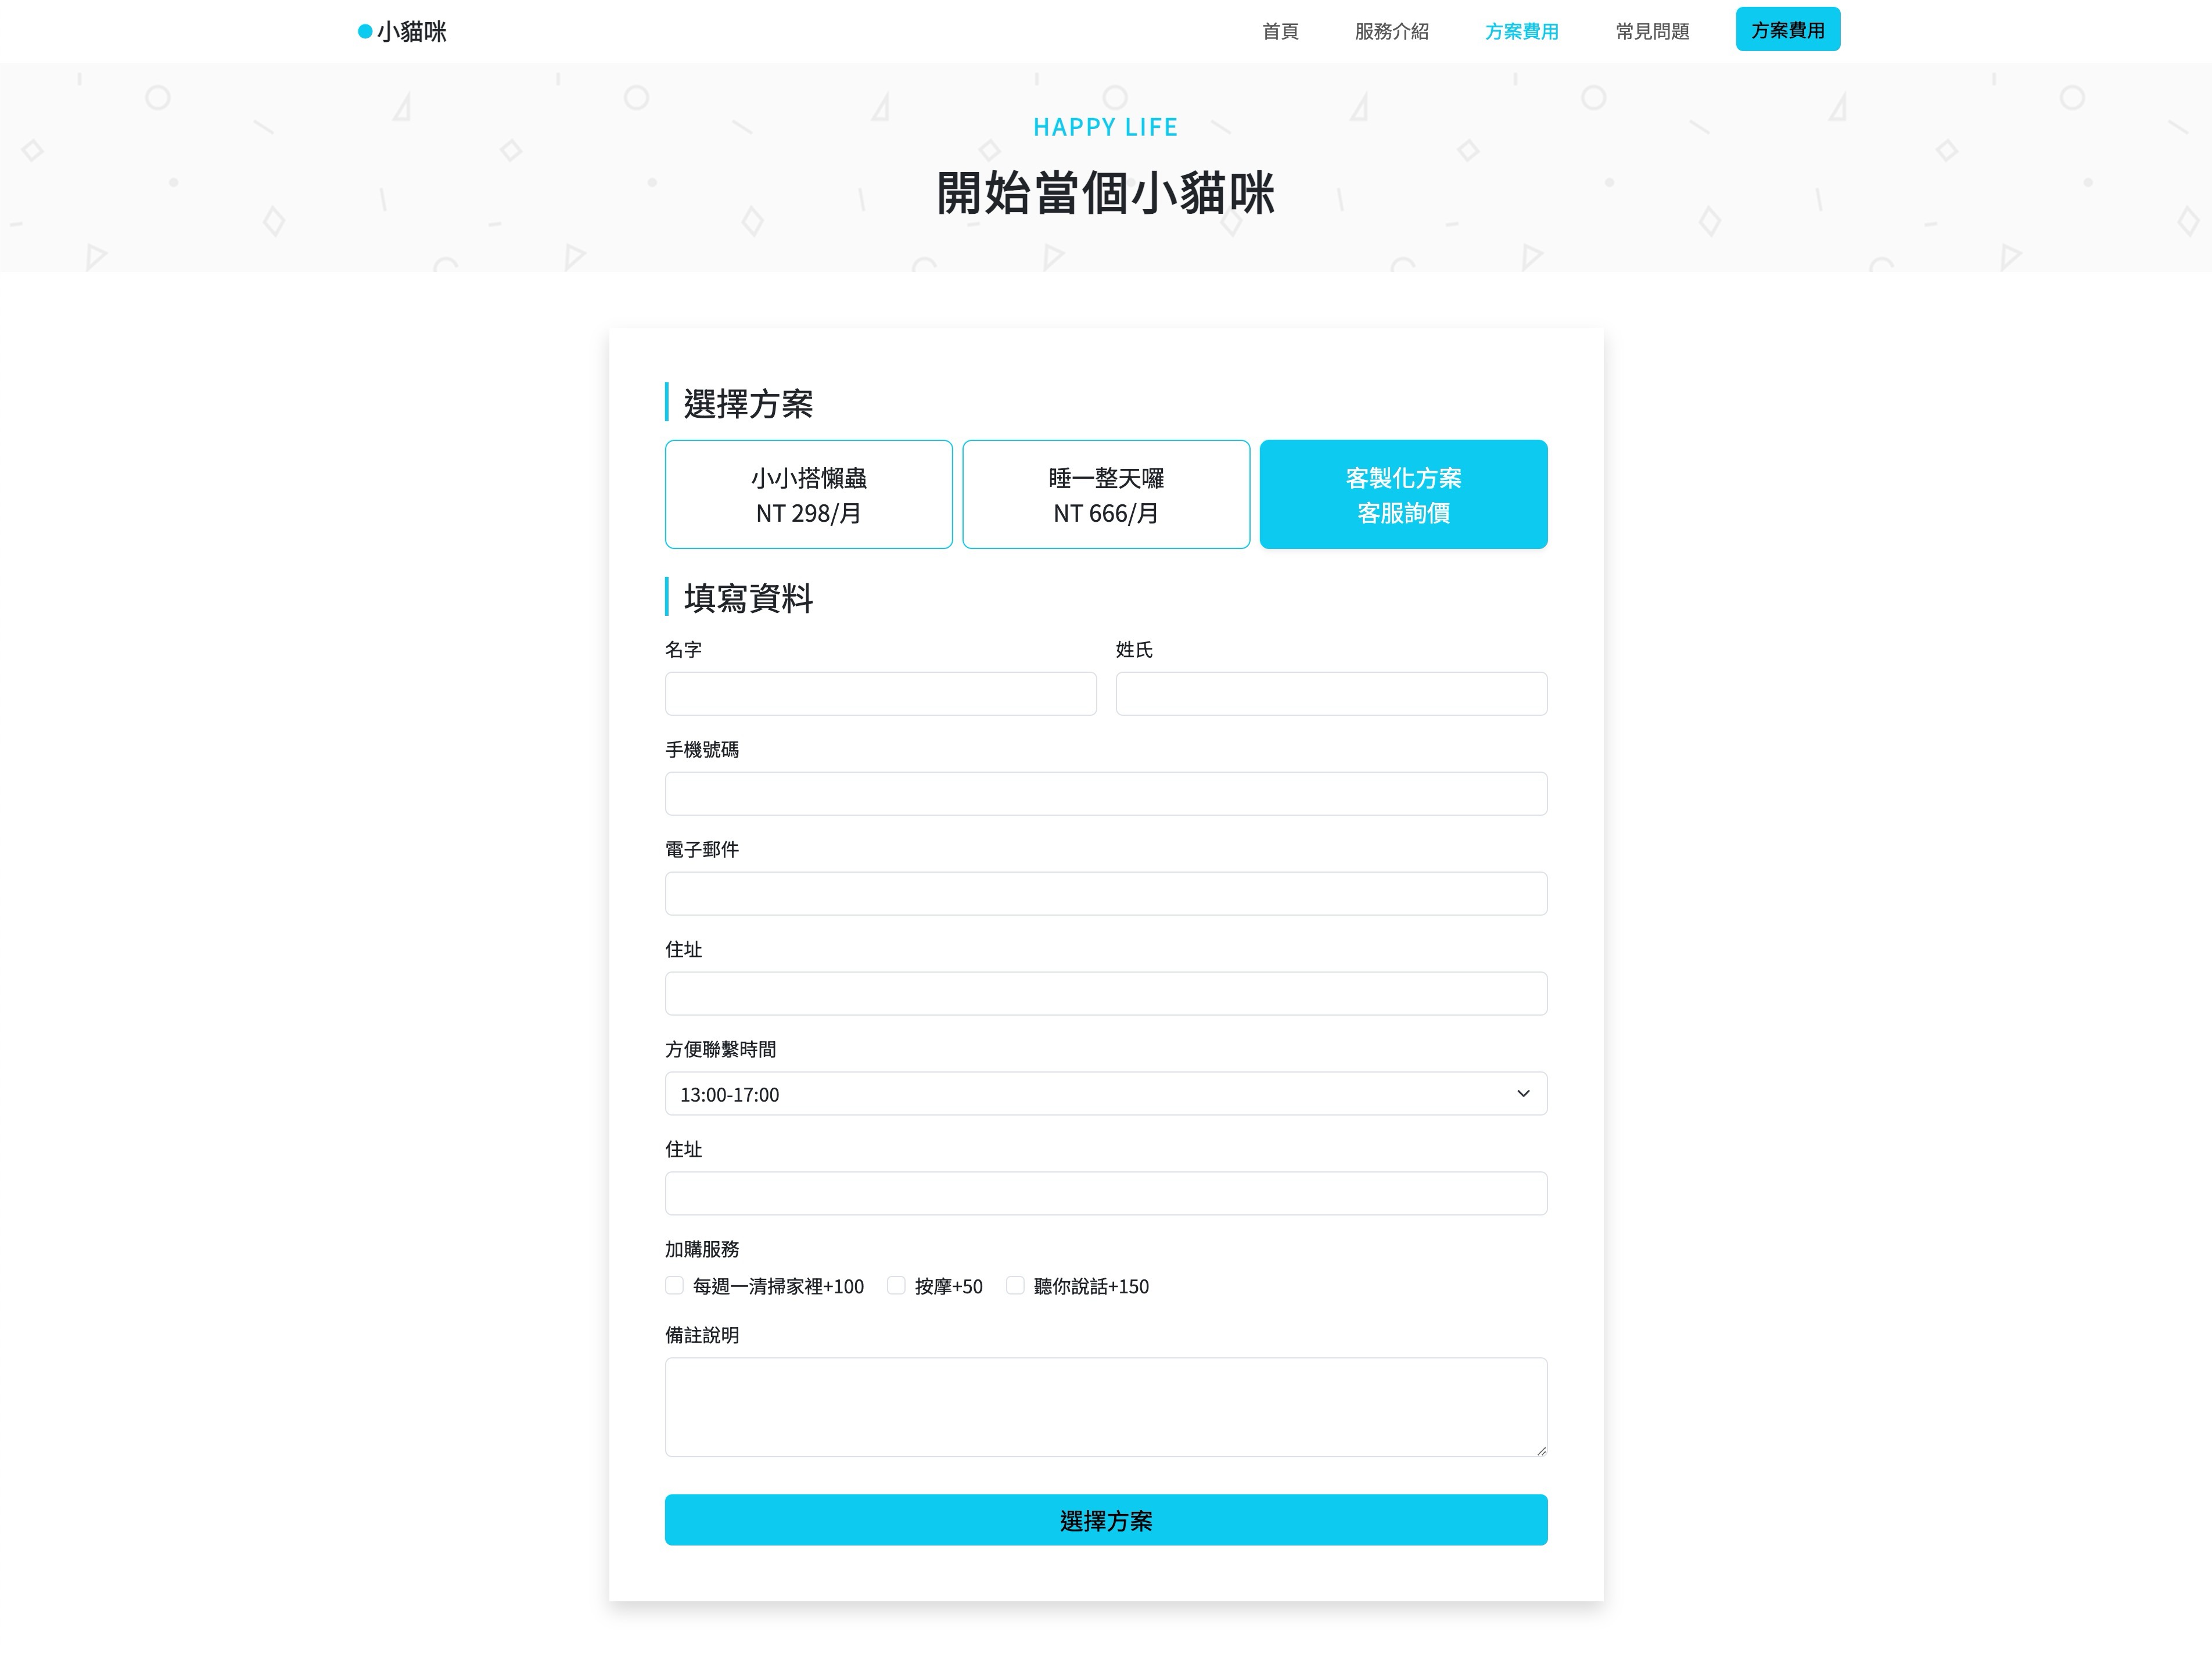 小貓咪
首頁 服務介紹 方案費用 常見問題 方案費用
HAPPY LIFE
開始當個小貓咪
選擇方案
小小搭懶蟲 睡一整天囉 客製化方案
NT 298/月 NT 666/月 客服詢價
填寫資料
名字 姓氏
手機號碼
電子郵件
住址
方便聯繫時間
13:00-17:00
住址
加購服務
每週一清掃家裡+100 按摩+50 聽你說話+150
備註說明
選擇方案